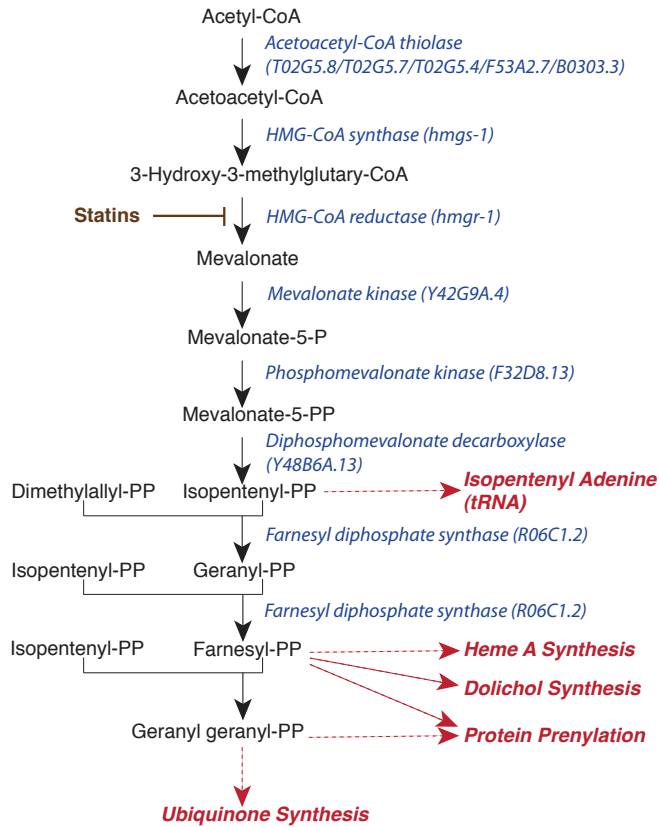 Acetyl-CoA
Acetoacetyl-CoA thiolase
(T02G5.8/T02G5.7/T02G5.4/F53A2.7/B0303.3)
Acetoacetyl-CoA
HMG-CoA synthase (hmgs-1)
3-Hydroxy-3-methylglutary-CoA
Statins
HMG-CoA reductase (hmgr-1)
Mevalonate
Mevalonate kinase (Y42G9A.4)
Mevalonate-5-P
Phosphomevalonate kinase (F32D8.13)
Mevalonate-5-PP
Diphosphomevalonate decarboxylase
(Y48B6A.13)
Dimethylallyl-PP
Isopentenyl-PP
Isopentenyl Adenine
(tRNA)
Farnesyl diphosphate synthase (R06C1.2)
Isopentenyl-PP
Geranyl-PP
Farnesyl diphosphate synthase (R06C1.2)
Isopentenyl-PP
Farnesyl-PP
Heme A Synthesis
Dolichol Synthesis
Geranyl geranyl-PP
Protein Prenylation
Ubiquinone Synthesis